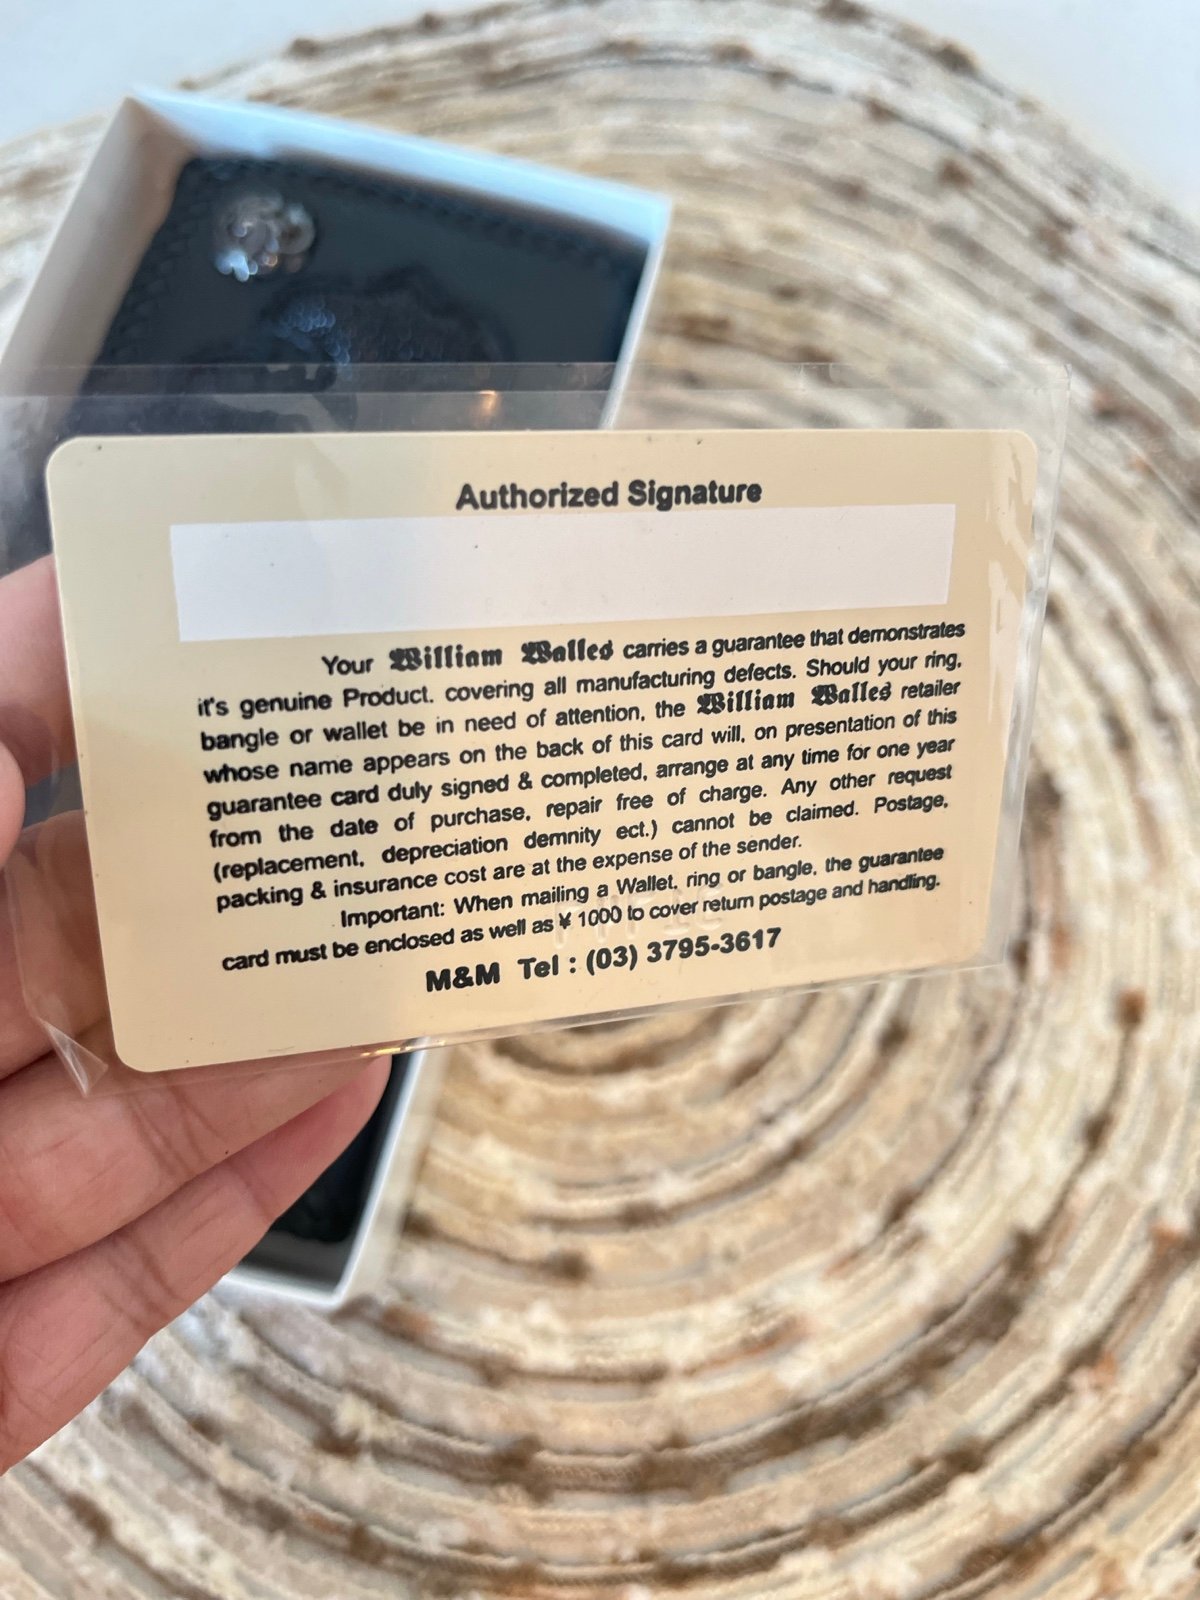 Authorized Signature
Your William Walles carries a guarantee that demonstrates
it's genuine Product. covering all manufacturing defects. Should your ring,
bangle or wallet be in need of attention, the William Walles retailer
whose name appears on the back of this card will, on presentation of this
guarantee card duly signed & completed, arrange at any time for one year
from the date of purchase, repair free of charge. Any other request
(replacement, depreciation demnity ect.) cannot be claimed. Postage,
packing & insurance cost are at the expense of the sender.
Important: When mailing a Wallet, ring or bangle, the guarantee
card must be enclosed as well as ¥ 1000 to cover return postage and handling.
M&M Tel : (03) 3795-3617